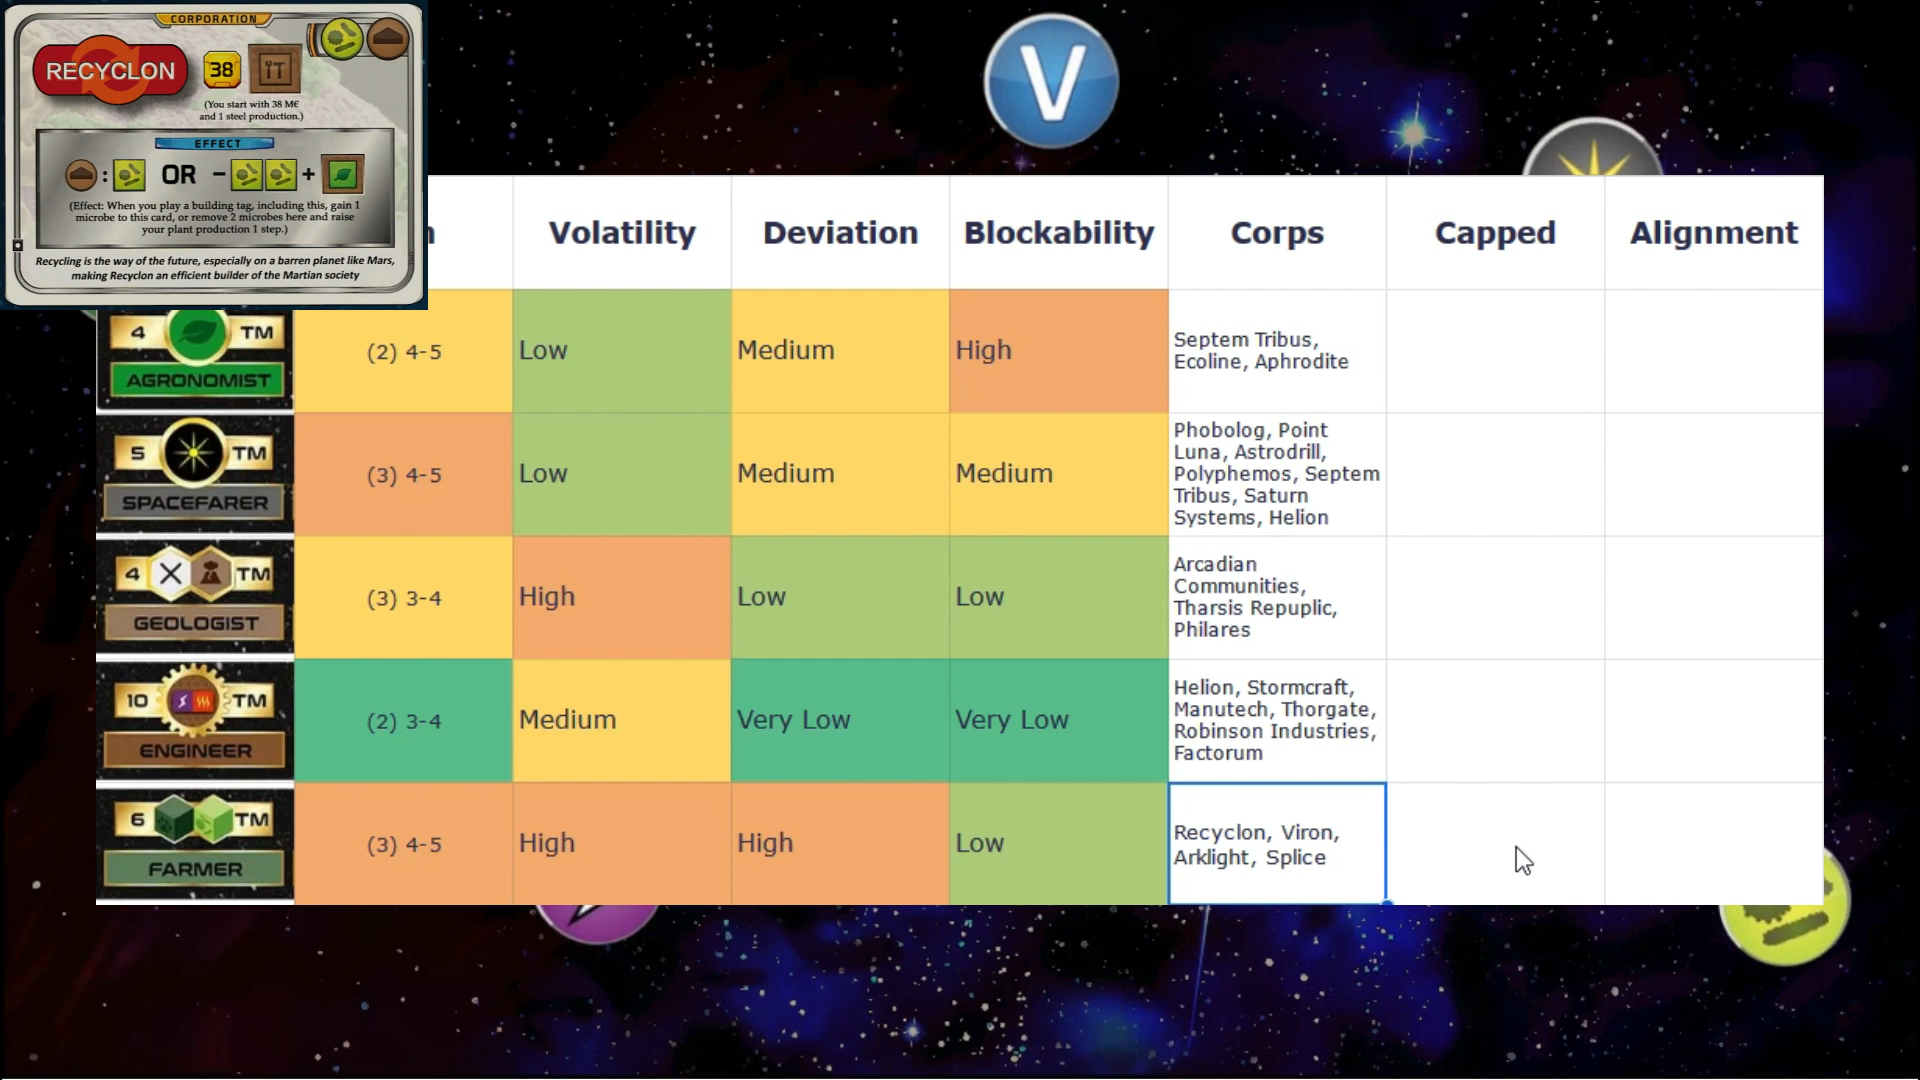 CORPORATION
RECYCLON
38
(You start with 38 M€
and 1 steel production.)
EFFECT
: OR - +
(Effect: When you play a building tag, including this, gain 1
microbe to this card, or remove 2 microbes here and raise
your plant production 1 step.)
Recycling is the way of the future, especially on a barren planet like Mars,
making Recyclon an efficient builder of the Martian society
V
Volatility
Deviation
Blockability
Corps
Capped
Alignment
4 TM
AGRONOMIST
(2) 4-5
Low
Medium
High
Septem Tribus,
Ecoline, Aphrodite
5 TM
SPACEFARER
(3) 4-5
Low
Medium
Medium
Phobolog, Point
Luna, Astrodrill,
Polyphemos, Septem
Tribus, Saturn
Systems, Helion
4 X TM
GEOLOGIST
(3) 3-4
High
Low
Low
Arcadian
Communities,
Tharsis Repuplic,
Philares
10 TM
ENGINEER
(2) 3-4
Medium
Very Low
Very Low
Helion, Stormcraft,
Manutech, Thorgate,
Robinson Industries,
Factorum
6 TM
FARMER
(3) 4-5
High
High
Low
Recyclon, Viron,
Arklight, Splice